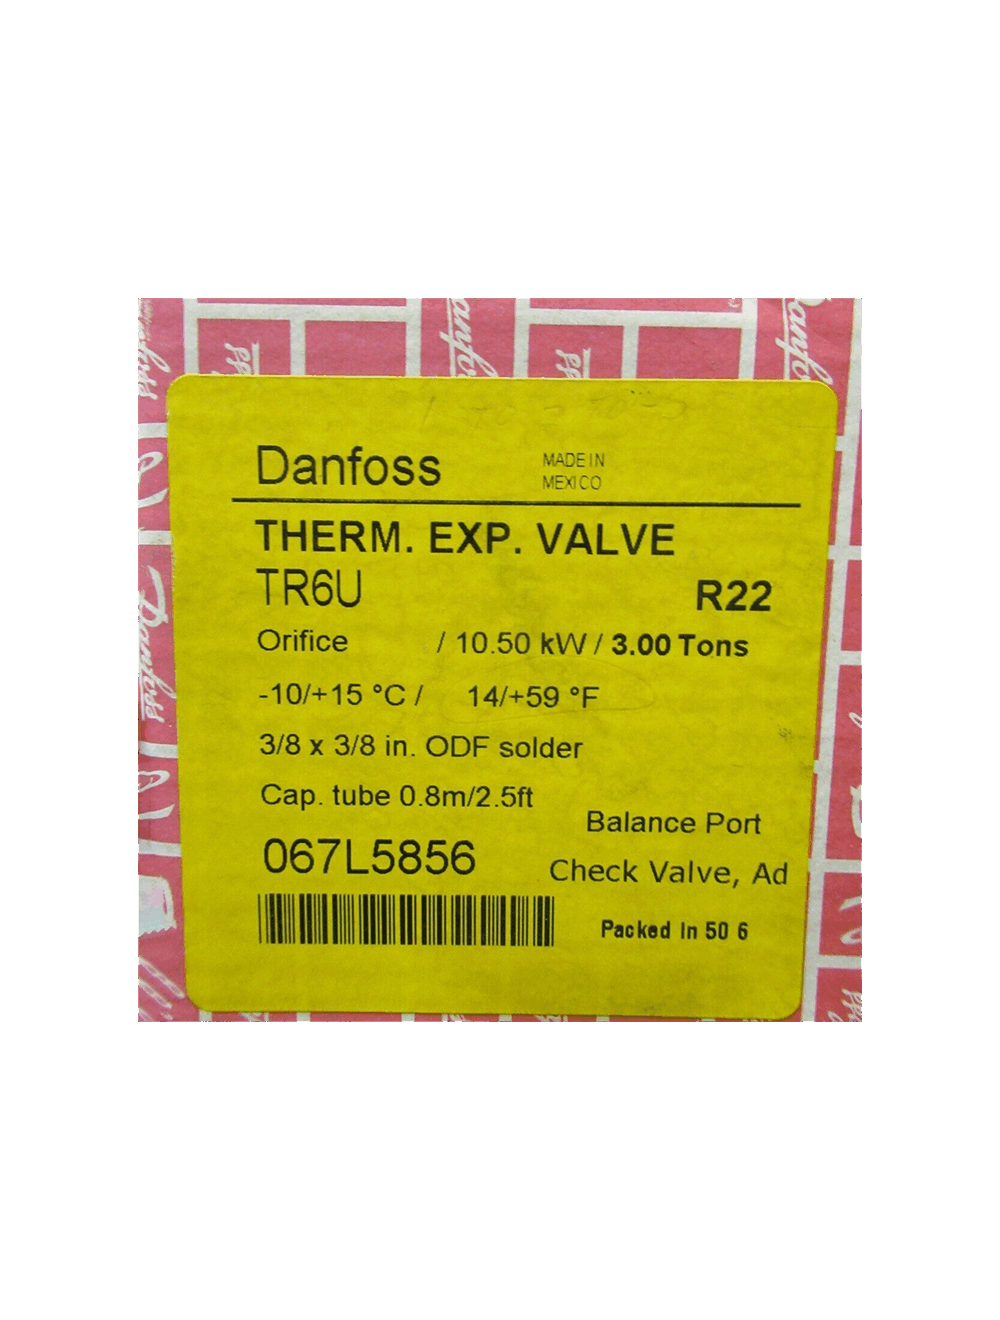 Danfoss
MADE IN
MEXICO
THERM. EXP. VALVE
TR6U
R22
Orifice / 10.50 kW / 3.00 Tons
-10/+15 °C / 14/+59 °F
3/8 x 3/8 in. ODF solder
Cap. tube 0.8m/2.5ft
Balance Port
067L5856
Check Valve, Ad
Packed in 50 6
Danfoss